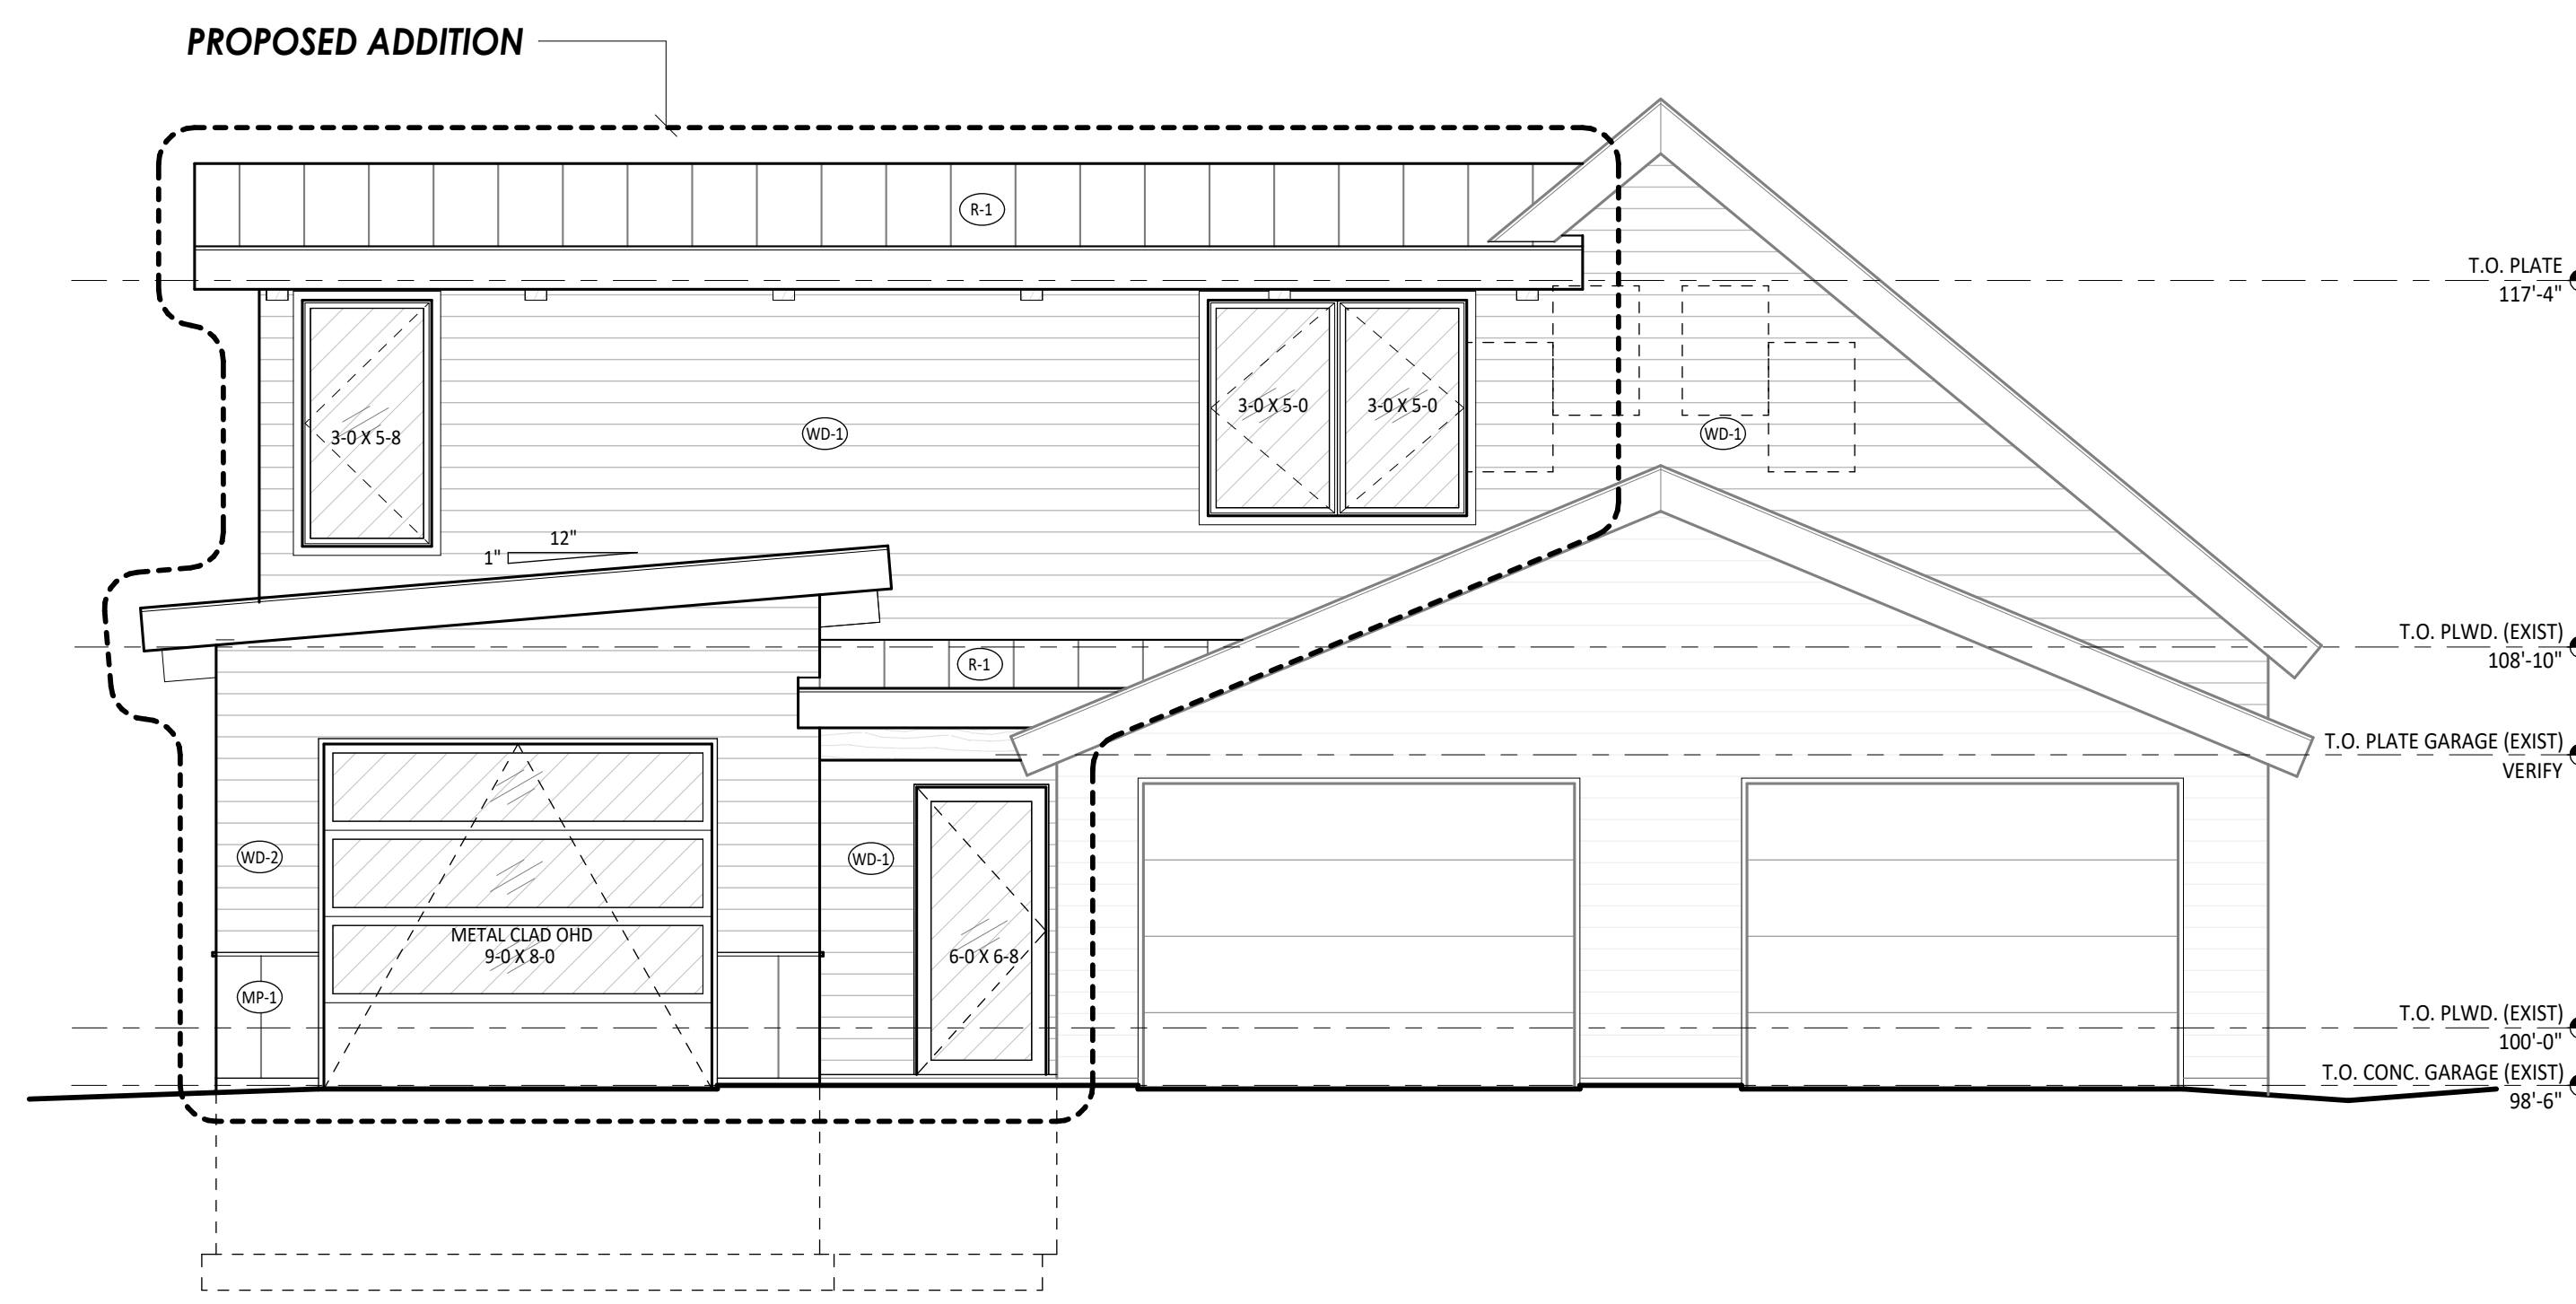 PROPOSED ADDITION
R-1
T.O. PLATE
117'-4"
3-0 X 5-8
WD-1
3-0 X 5-0
3-0 X 5-0
WD-1
12"
1"
R-1
T.O. PLWD. (EXIST)
108'-10"
T.O. PLATE GARAGE (EXIST)
VERIFY
WD-2
WD-1
METAL CLAD OHD
9-0 X 8-0
6-0 X 6-8
MP-1
T.O. PLWD. (EXIST)
100'-0"
T.O. CONC. GARAGE (EXIST)
98'-6"